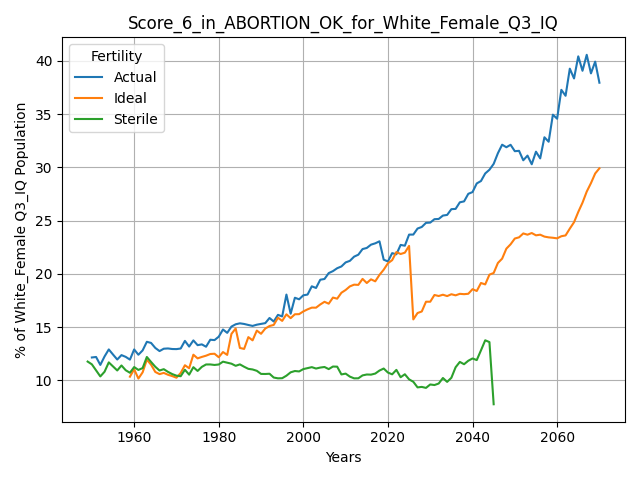 Score_6_in_ABORTION_OK_for_White_Female_Q3_IQ
Fertility
Actual
Ideal
Sterile
% of White_Female Q3_IQ Population
40
35
30
25
20
15
10
1960
1980
2000
2020
2040
2060
Years